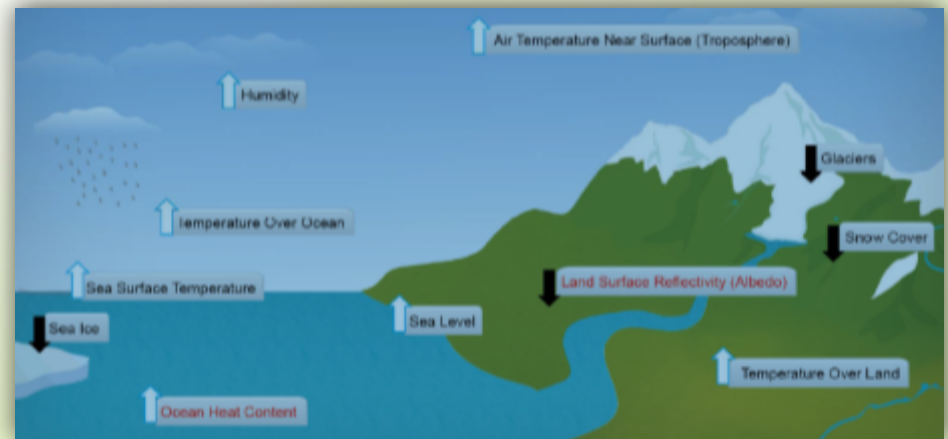 Air Temperature Near Surface (Troposphere)
Humidity
Glaciers
Temperature Over Ocean
Snow Cover
Sea Surface Temperature
Land Surface Reflectivity (Albedo)
Sea Level
Sea Ice
Temperature Over Land
Ocean Heat Content